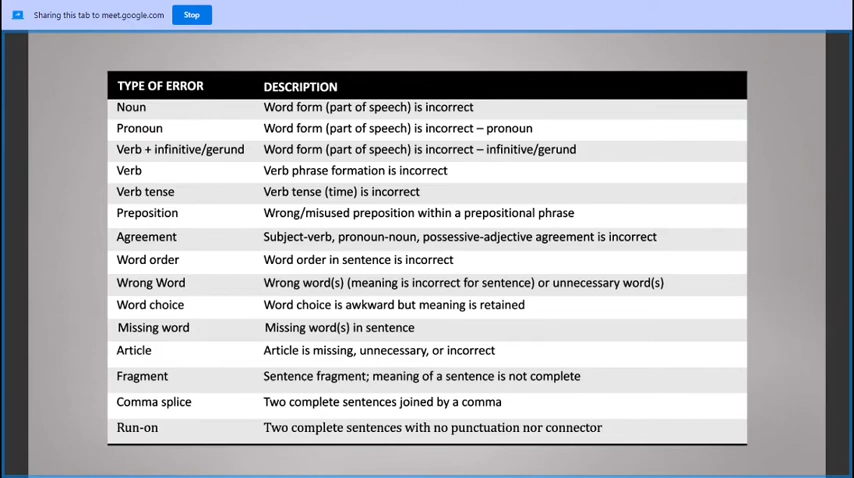 Sharing this tab to meet.google.com Stop
TYPE OF ERROR DESCRIPTION
Noun Word form (part of speech) is incorrect
Pronoun Word form (part of speech) is incorrect – pronoun
Verb + infinitive/gerund Word form (part of speech) is incorrect – infinitive/gerund
Verb Verb phrase formation is incorrect
Verb tense Verb tense (time) is incorrect
Preposition Wrong/misused preposition within a prepositional phrase
Agreement Subject-verb, pronoun-noun, possessive-adjective agreement is incorrect
Word order Word order in sentence is incorrect
Wrong Word Wrong word(s) (meaning is incorrect for sentence) or unnecessary word(s)
Word choice Word choice is awkward but meaning is retained
Missing word Missing word(s) in sentence
Article Article is missing, unnecessary, or incorrect
Fragment Sentence fragment; meaning of a sentence is not complete
Comma splice Two complete sentences joined by a comma
Run-on Two complete sentences with no punctuation nor connector